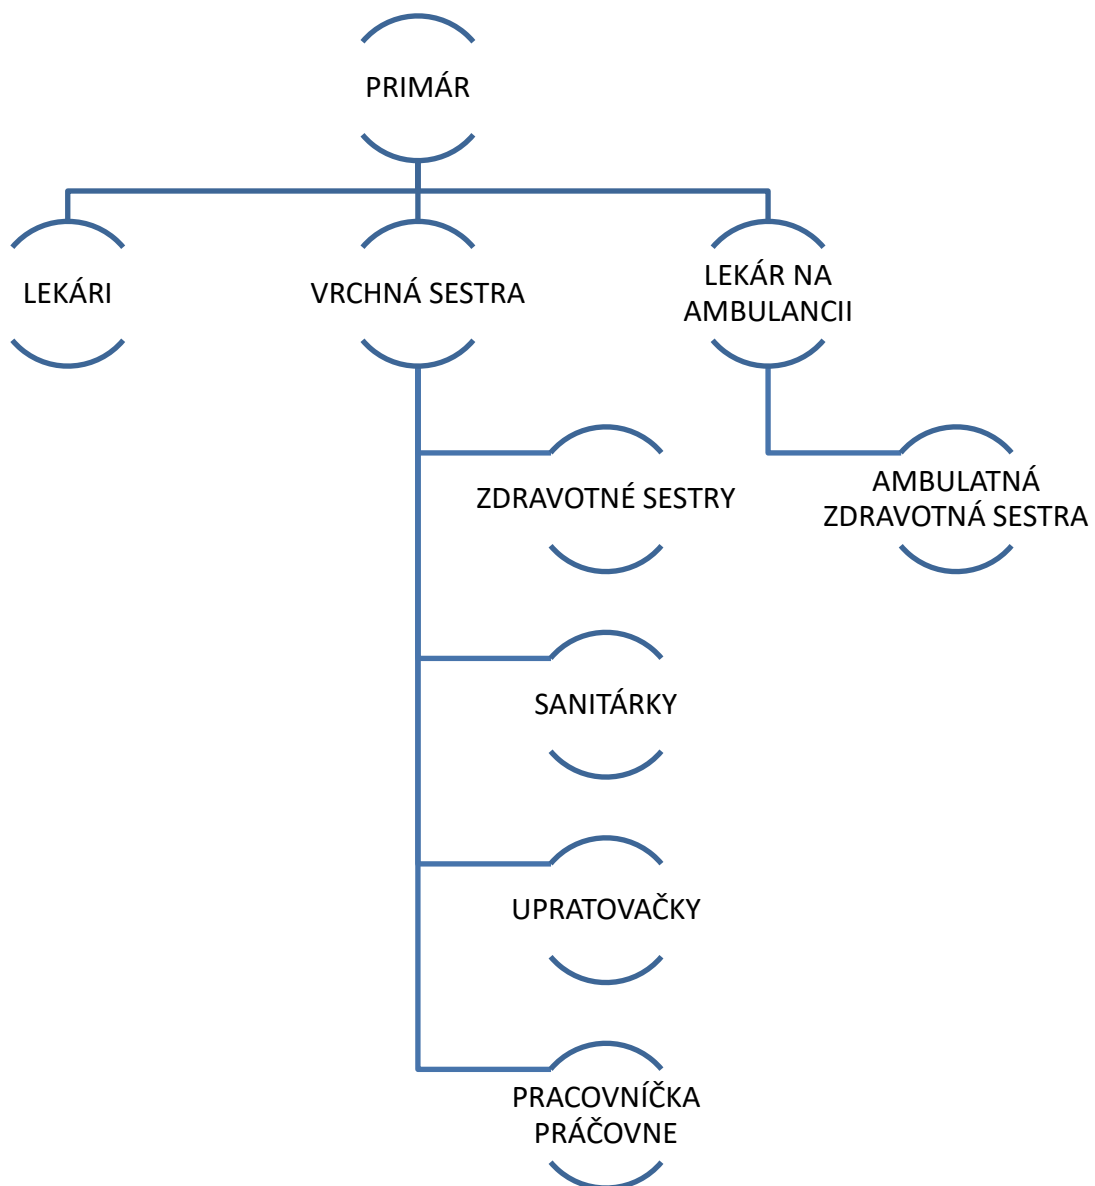 PRIMÁR
LEKÁRI
VRCHNÁ SESTRA
LEKÁR NA
AMBULANCII
ZDRAVOTNÉ SESTRY
AMBULATNÁ
ZDRAVOTNÁ SESTRA
SANITÁRKY
UPRATOVAČKY
PRACOVNÍČKA
PRÁČOVNE